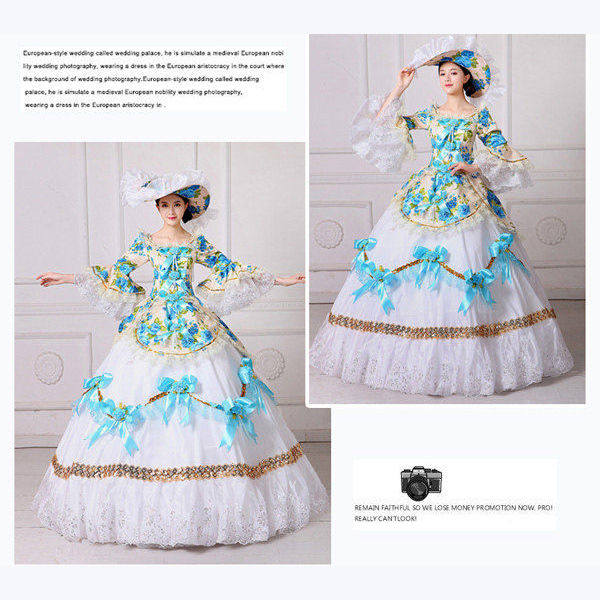 European-style wedding called wedding palace, he is simulate a medieval European nobi
lity wedding photography, wearing a dress in the European aristocracy in the court where
the background of wedding photography.European-style wedding called wedding
palace, he is simulate a medieval European nobility wedding photography,
wearing a dress in the European aristocracy in .
REMAIN FAITHFUL SO WE LOSE MONEY PROMOTION NOW. PRO!
REALLY CAN'TLOOK!